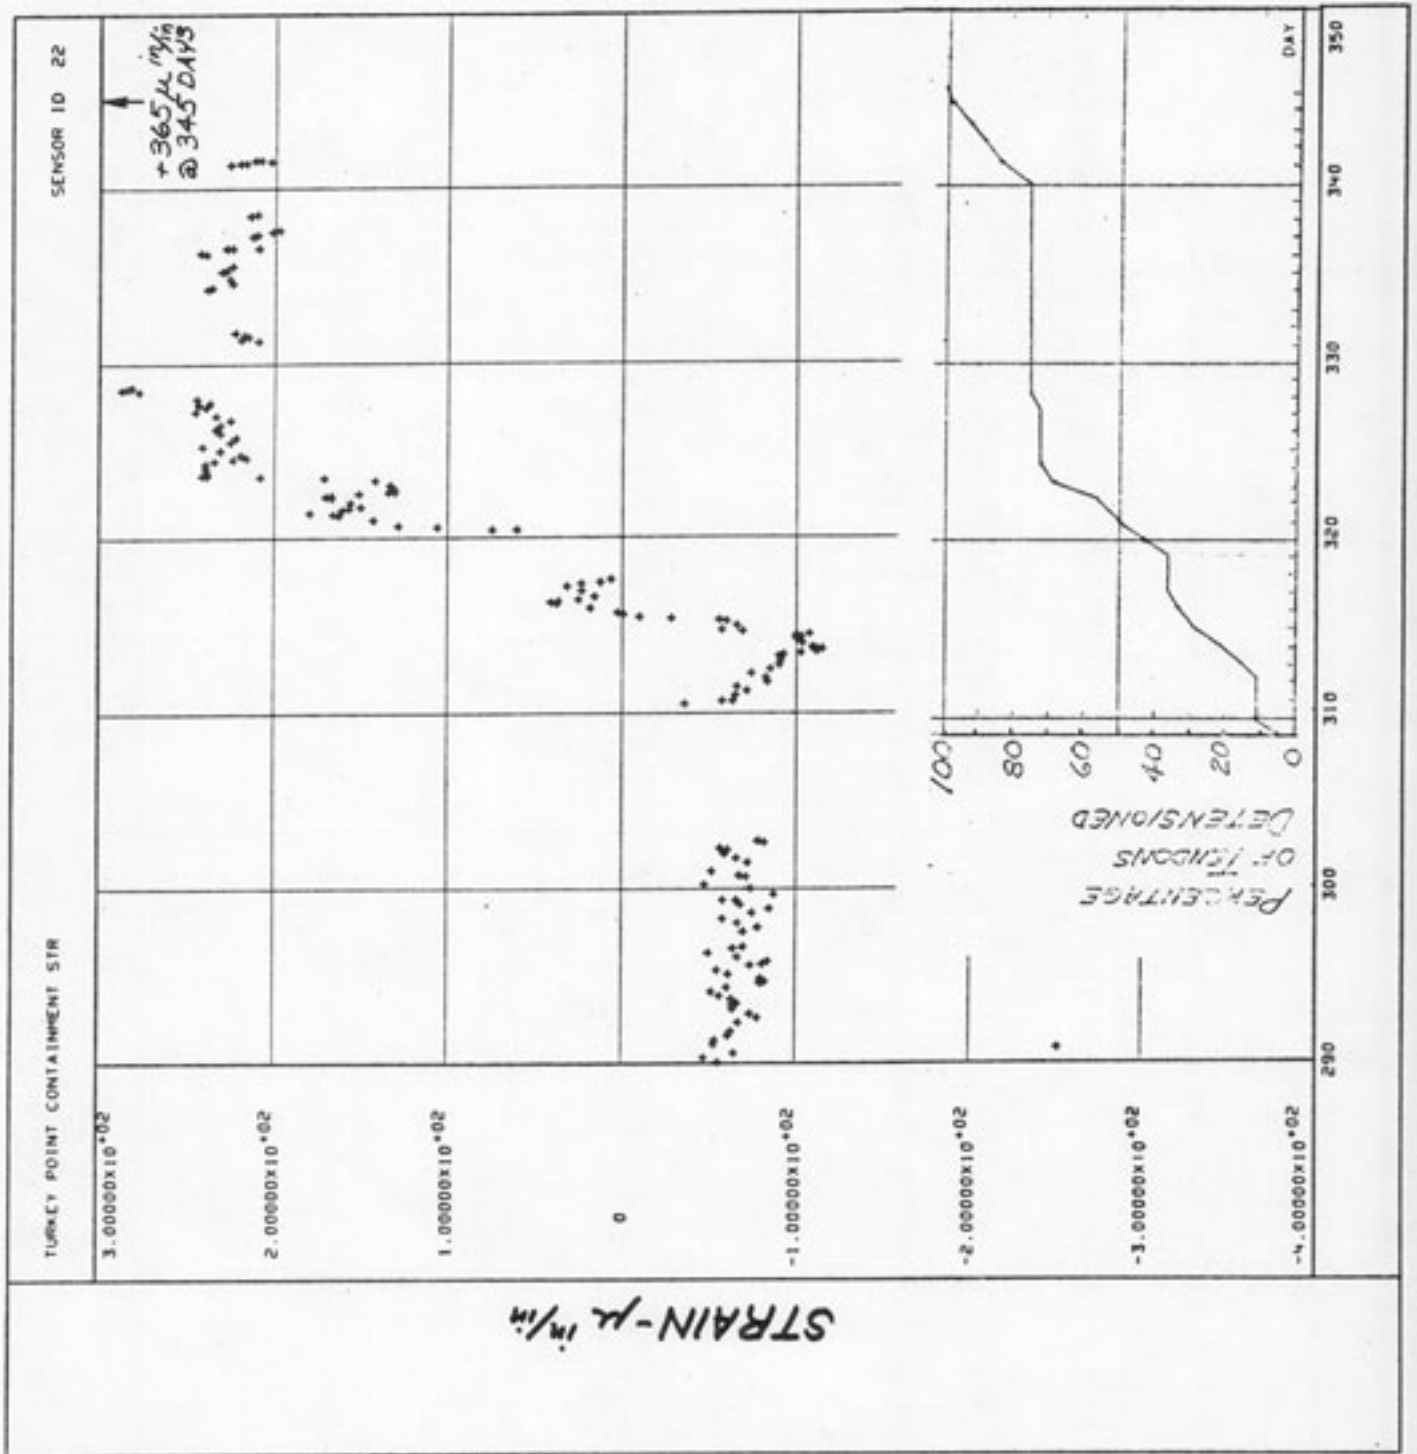 TURKEY POINT CONTAINMENT STR
SENSOR ID 22
+365 μ in/in
@ 345 DAYS
3.00000X10+02
2.00000X10+02
1.00000X10+02
0
-1.00000X10+02
-2.00000X10+02
-3.00000X10+02
-4.00000X10+02
STRAIN-μ in/in
PERCENTAGE
OF TENDONS
DETENSIONED
100
80
60
40
20
0
290
300
310
320
330
340
350
DAY